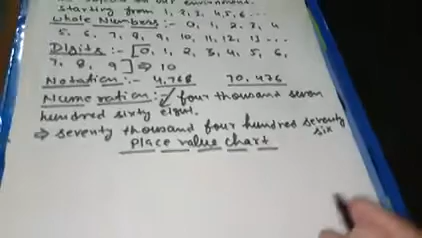 starting from 1, 2, 3, 4, 5, 6 ...
Whole Numbers :- 0, 1, 2, 3, 4
5, 6, 7, 8, 9, 10, 11, 12, 13 ...
Digits :- [0, 1, 2, 3, 4, 5, 6,
7, 8, 9] ⇒ 10
Notation :- 4,768 70,476
Numeration :- four thousand seven
hundred sixty eight.
⇒ seventy thousand four hundred seventy
six
Place value chart